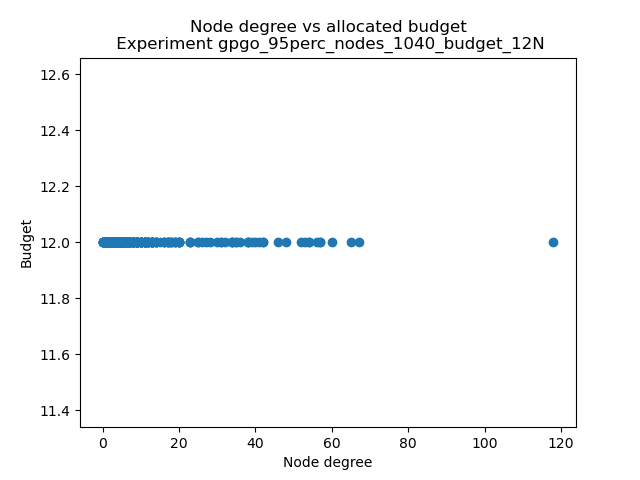 Node degree vs allocated budget
Experiment gpgo_95perc_nodes_1040_budget_12N
12.6
12.4
12.2
12.0
11.8
11.6
11.4
Budget
0 20 40 60 80 100 120
Node degree